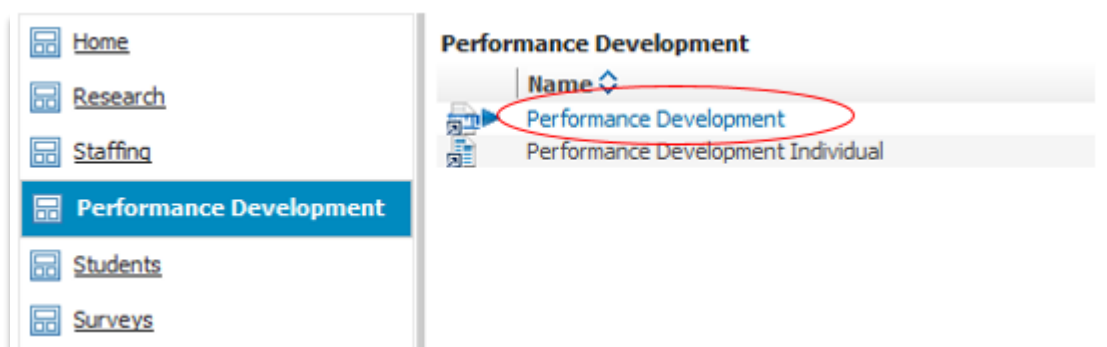 Home
Research
Staffing
Performance Development
Students
Surveys
Performance Development
Name
Performance Development
Performance Development Individual